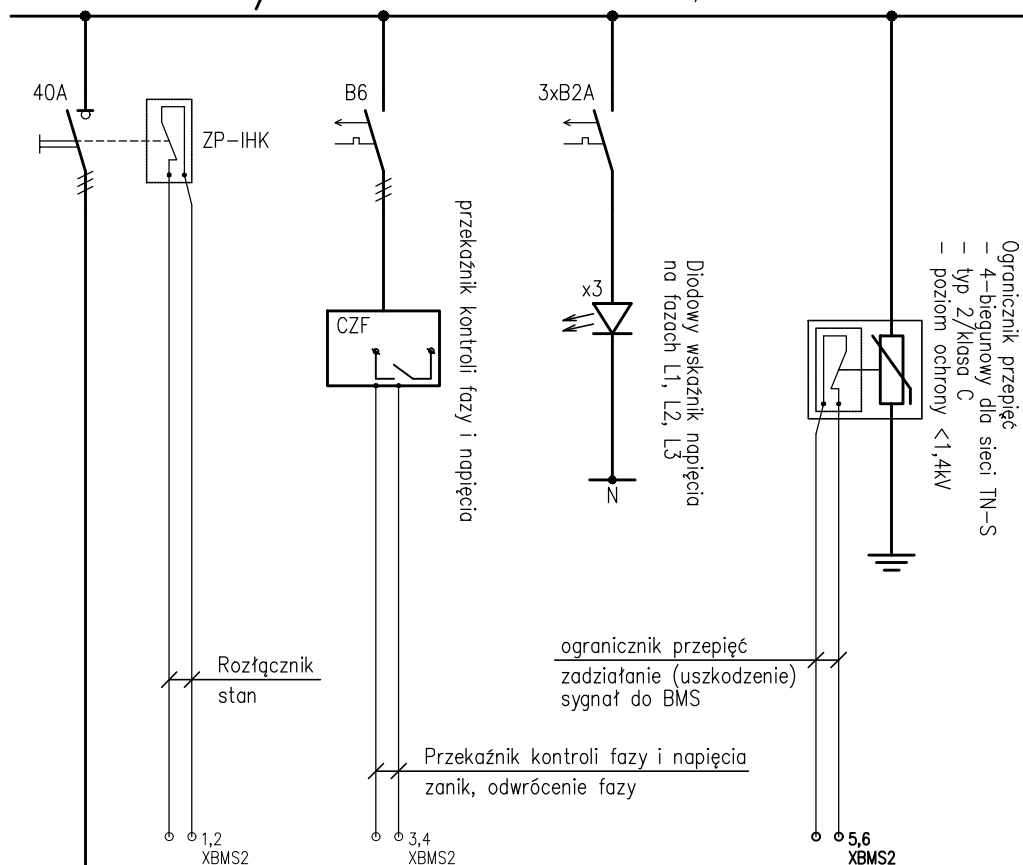 40A
ZP-IHK
B6
3xB2A
CZF
przekaźnik kontroli fazy i napięcia
x3
Diodowy wskaźnik napięcia
na fazach L1, L2, L3
N
Ogranicznik przepięć
- 4-biegunowy dla sieci TN-S
- typ 2/klasa C
- poziom ochrony <1,4kV
Rozłącznik
stan
ogranicznik przepięć
zadziałanie (uszkodzenie)
sygnał do BMS
Przekaźnik kontroli fazy i napięcia
zanik, odwrócenie fazy
1,2
XBMS2
3,4
XBMS2
5,6
XBMS2